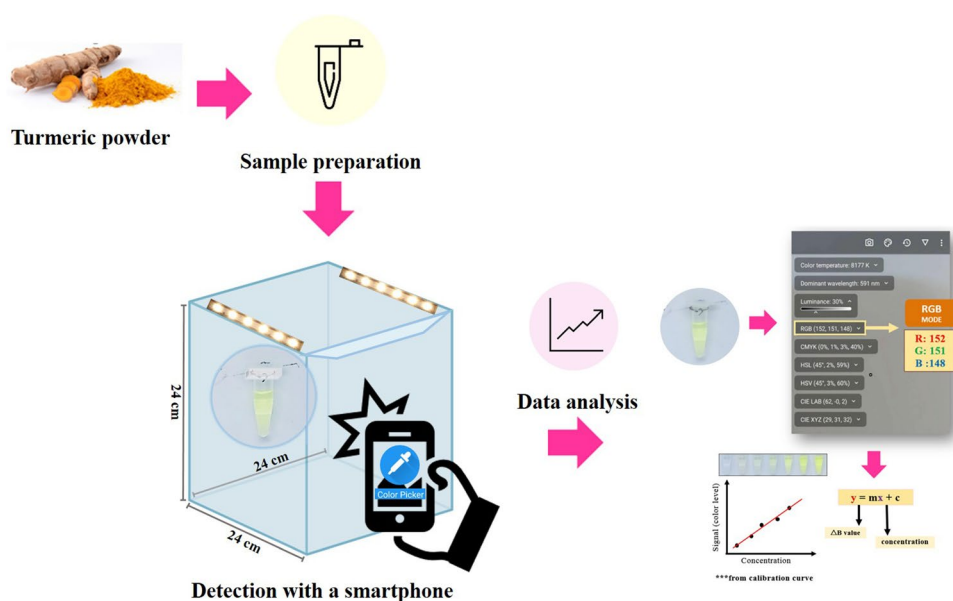 Turmeric powder
Sample preparation
24 cm
24 cm
24 cm
Color Picker
Detection with a smartphone
Data analysis
Color temperature: 8177 K
Dominant wavelength: 591 nm
Luminance: 30%
RGB (152, 151, 148)
CMYK (0%, 1%, 3%, 40%)
HSL (45°, 2%, 59%)
HSV (45°, 3%, 60%)
CIE LAB (62, -0, 2)
CIE XYZ (29, 31, 32)
RGB
MODE
R: 152
G: 151
B :148
Signal (color level)
Concentration
***from calibration curve
y = mx + c
△B value
concentration